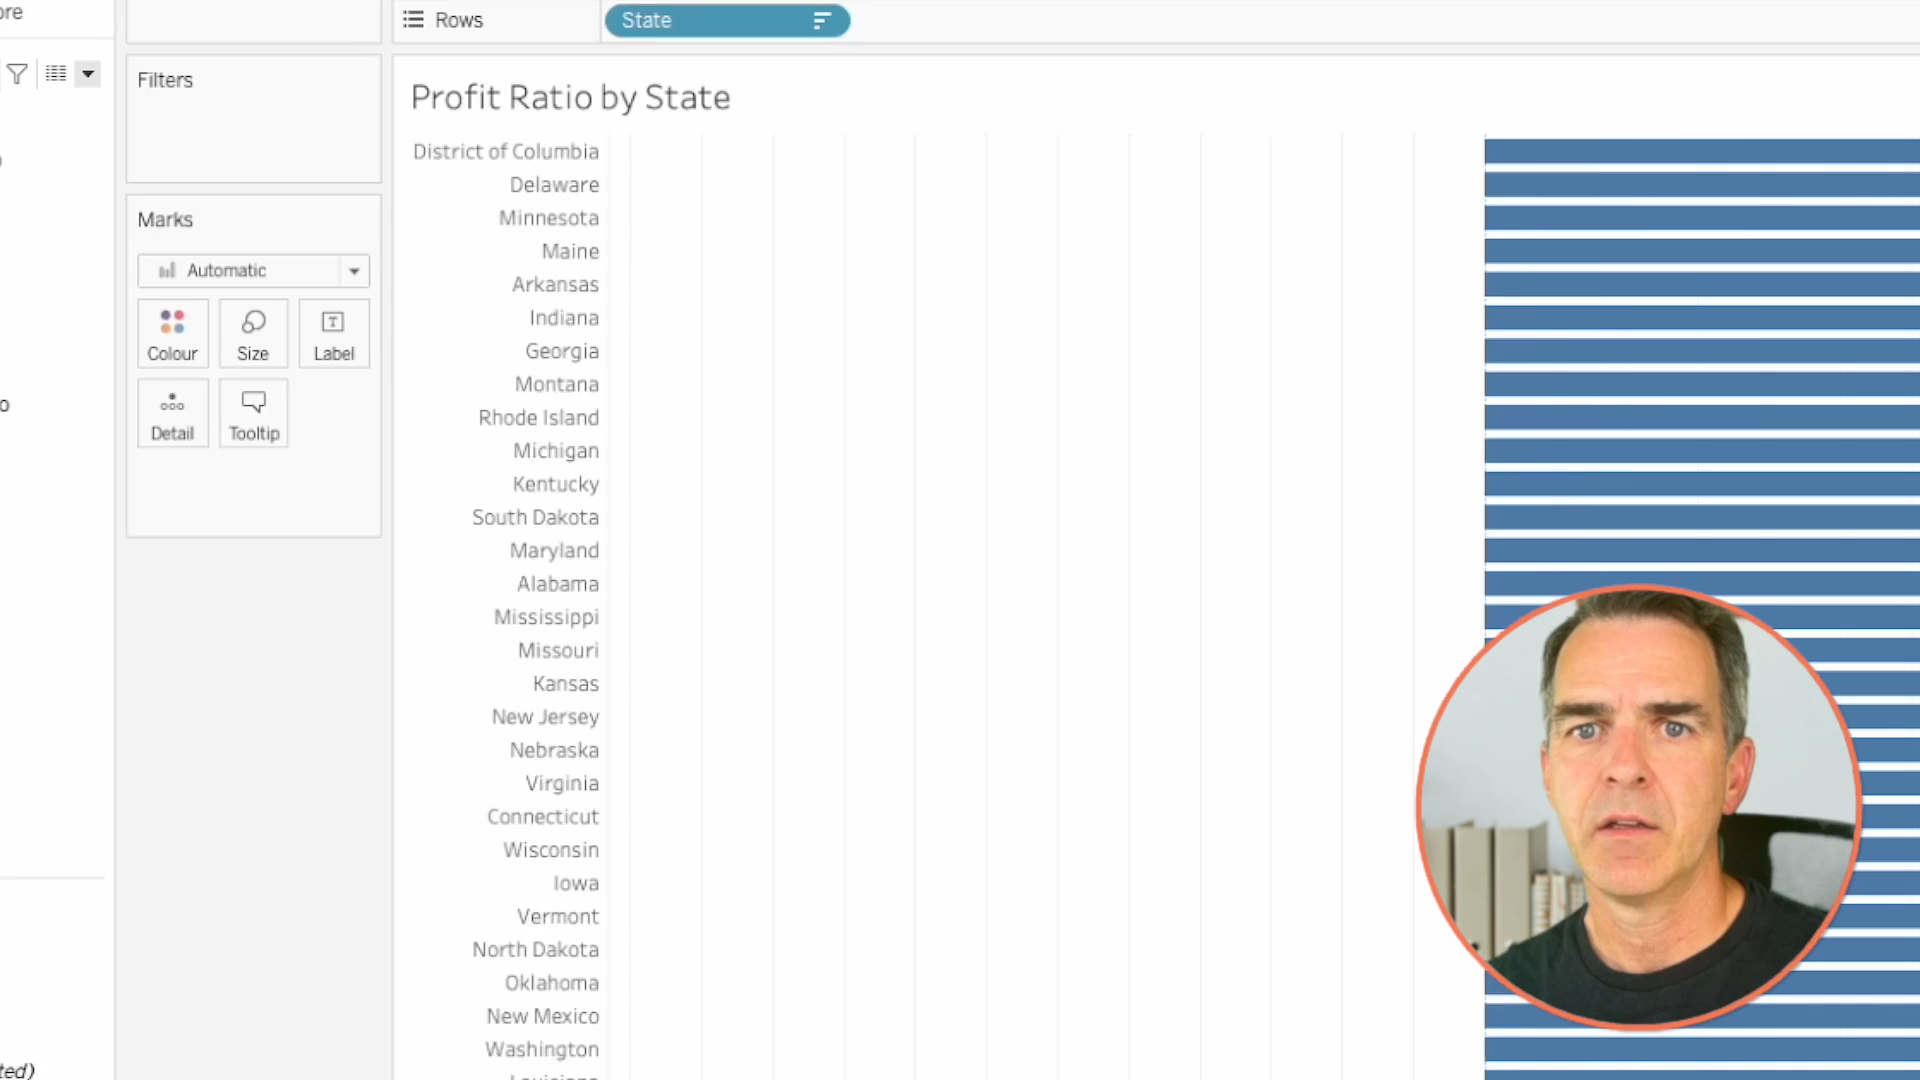 ore
Rows
State
Filters
Profit Ratio by State
District of Columbia
Delaware
Marks
Minnesota
Maine
Automatic
Arkansas
Indiana
Colour
Size
Label
Georgia
Montana
Rhode Island
Detail
Tooltip
Michigan
Kentucky
South Dakota
Maryland
Alabama
Mississippi
Missouri
Kansas
New Jersey
Nebraska
Virginia
Connecticut
Wisconsin
Iowa
Vermont
North Dakota
Oklahoma
New Mexico
Washington
ted)